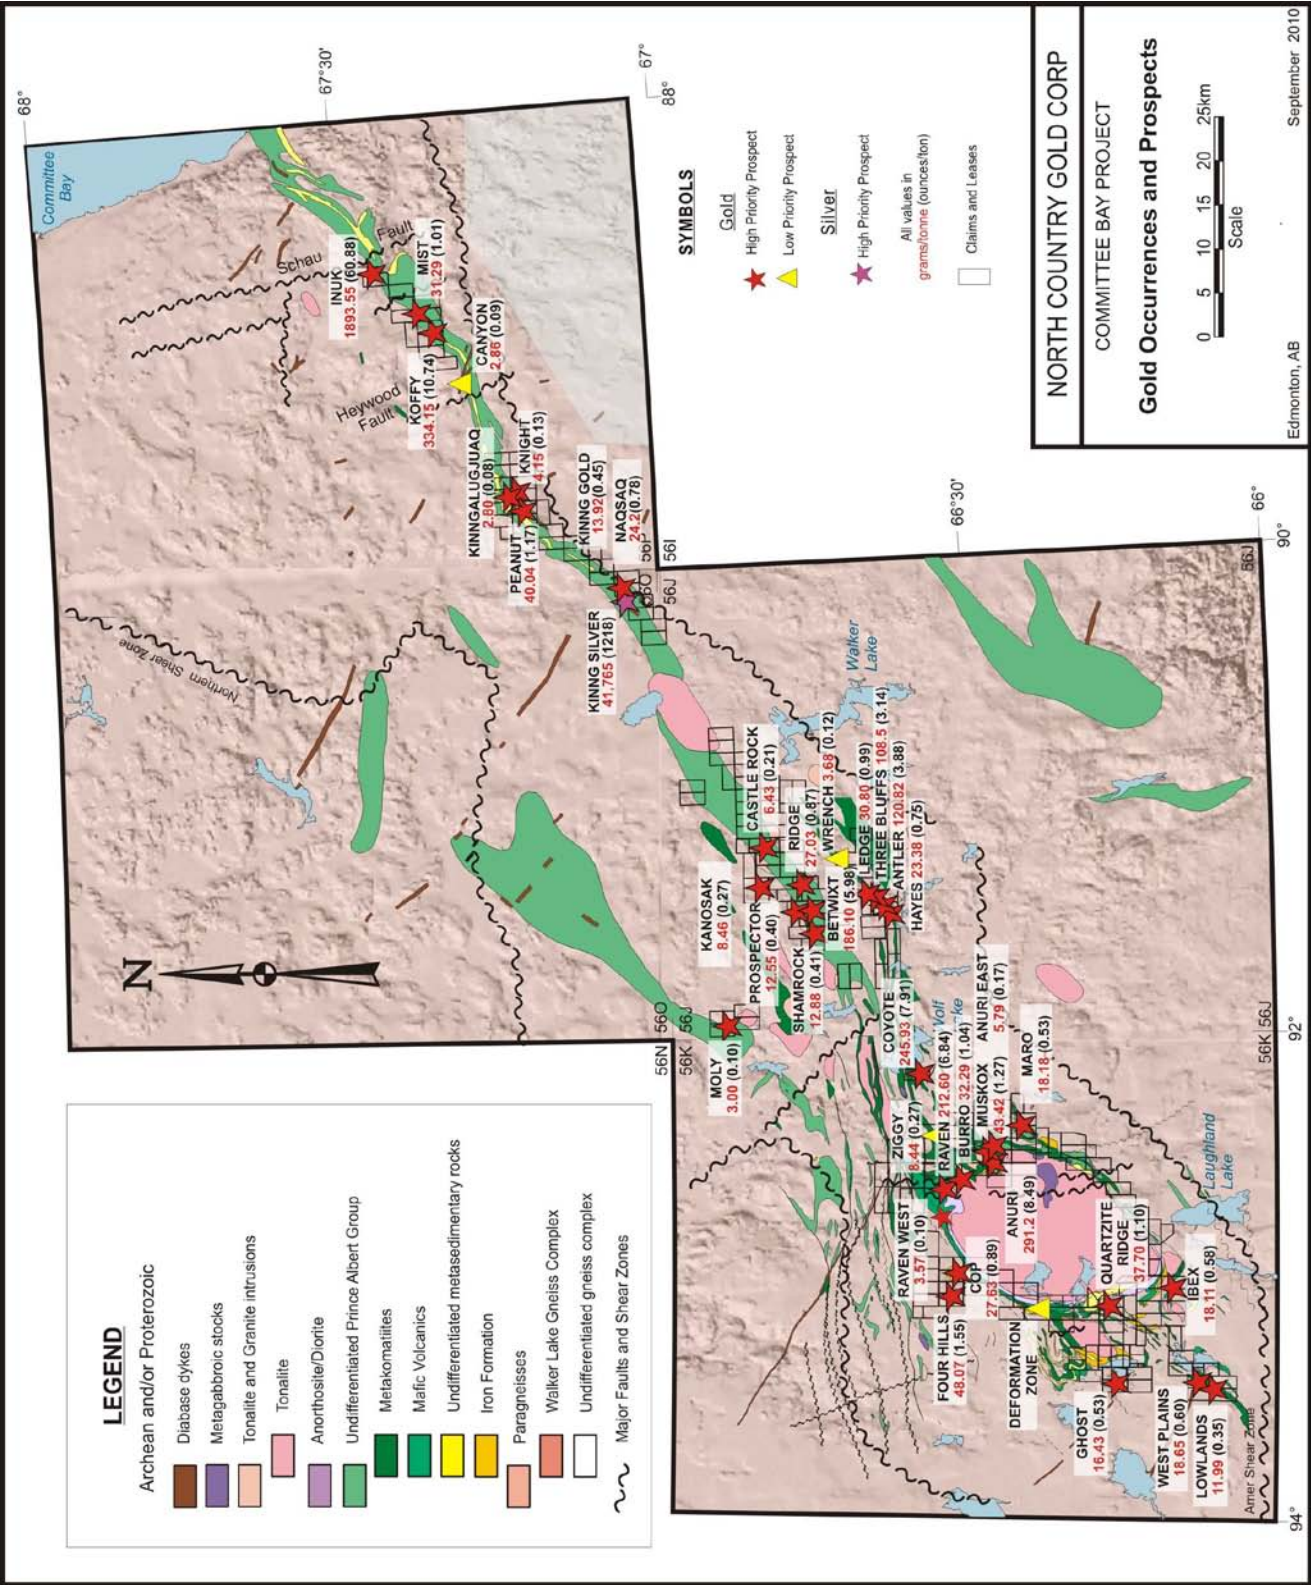 LEGEND
Archean and/or Proterozoic
Diabase dykes
Metagabbroic stocks
Tonalite and Granite intrusions
Tonalite
Anorthosite/Diorite
Undifferentiated Prince Albert Group
Metakomatiites
Mafic Volcanics
Undifferentiated metasedimentary rocks
Iron Formation
Paragneisses
Walker Lake Gneiss Complex
Undifferentiated gneiss complex
Major Faults and Shear Zones
N
68°
67°30'
67°
88°
66°30'
66°
90°
92°
94°
Committee
Bay
Schau
Fault
INUK
1893.55 (60.88)
MIST
31.29 (1.01)
Heywood
Fault
KOFFY
334.15 (10.74)
CANYON
2.86 (0.09)
KINNGALUGJUAQ
2.80 (0.08)
KNIGHT
4.15 (0.13)
PEANUT
40.04 (1.17)
KINNG GOLD
13.92(0.45)
NAQSAQ
24.2(0.78)
KINNG SILVER
41.765 (1218)
Northern Shear Zone
56P
56I
56O
56J
56N
56K
56O
56J
Walker
Lake
CASTLE ROCK
6.43 (0.21)
RIDGE
27.03 (0.87)
WRENCH 3.68 (0.12)
LEDGE 30.80 (0.99)
THREE BLUFFS 108.5 (3.14)
ANTLER 120.82 (3.88)
HAYES 23.38 (0.75)
KANOSAK
8.46 (0.27)
PROSPECTOR
12.55 (0.40)
SHAMROCK
12.88 (0.41)
BETWIXT
186.10 (5.98)
MOLY
3.00 (0.10)
COYOTE
245.93 (7.91)
ZIGGY
8.44 (0.27)
RAVEN 212.60 (6.84)
BURRO 32.29 (1.04)
MUSKOX
43.42 (1.27)
ANURI EAST
5.79 (0.17)
MARO
18.18 (0.53)
RAVEN WEST
3.57 (0.10)
COP
27.63 (0.89)
ANURI
291.2 (8.49)
FOUR HILLS
48.07 (1.55)
DEFORMATION
ZONE
QUARTZITE
RIDGE
37.70 (1.10)
IBEX
18.11 (0.58)
GHOST
16.43 (0.53)
WEST PLAINS
18.65 (0.60)
LOWLANDS
11.99 (0.35)
Laughland
Lake
Amer Shear Zone
56K
56J
56J
SYMBOLS
Gold
High Priority Prospect
Low Priority Prospect
Silver
High Priority Prospect
All values in
grams/tonne (ounces/ton)
Claims and Leases
NORTH COUNTRY GOLD CORP
COMMITTEE BAY PROJECT
Gold Occurrences and Prospects
0 5 10 15 20 25km
Scale
Edmonton, AB
September 2010